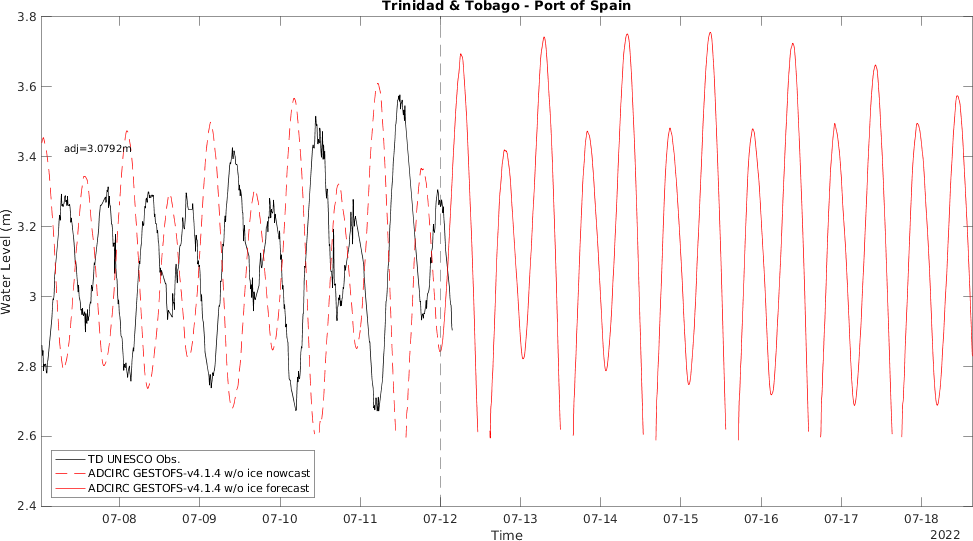 Trinidad & Tobago - Port of Spain
3.8
3.6
3.4
3.2
3
2.8
2.6
2.4
Water Level (m)
adj=3.0792m
TD UNESCO Obs.
ADCIRC GESTOFS-v4.1.4 w/o ice nowcast
ADCIRC GESTOFS-v4.1.4 w/o ice forecast
07-08 07-09 07-10 07-11 07-12 07-13 07-14 07-15 07-16 07-17 07-18
Time 2022